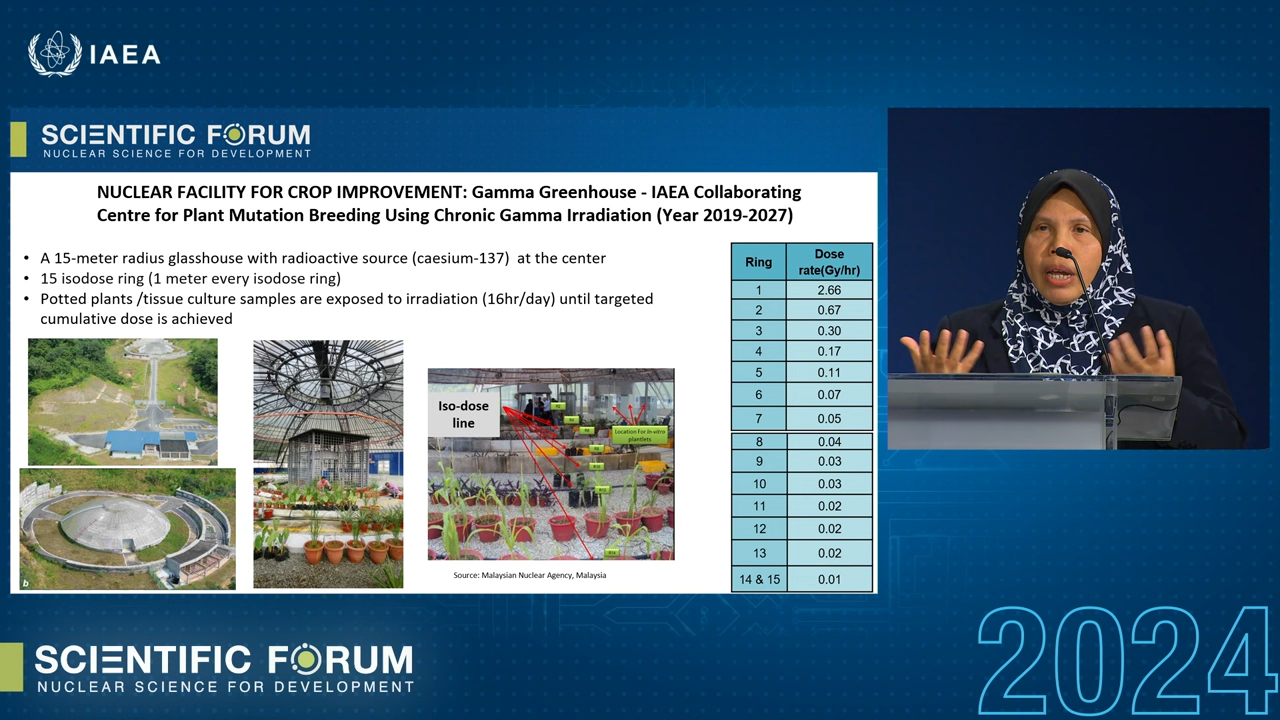 IAEA
SCIENTIFIC FORUM
NUCLEAR SCIENCE FOR DEVELOPMENT
NUCLEAR FACILITY FOR CROP IMPROVEMENT: Gamma Greenhouse - IAEA Collaborating
Centre for Plant Mutation Breeding Using Chronic Gamma Irradiation (Year 2019-2027)
• A 15-meter radius glasshouse with radioactive source (caesium-137) at the center
• 15 isodose ring (1 meter every isodose ring)
• Potted plants /tissue culture samples are exposed to irradiation (16hr/day) until targeted
cumulative dose is achieved
b
Iso-dose
line
Location For In-vitro
plantlets
Source: Malaysian Nuclear Agency, Malaysia
Ring Dose
rate(Gy/hr)
1 2.66
2 0.67
3 0.30
4 0.17
5 0.11
6 0.07
7 0.05
8 0.04
9 0.03
10 0.03
11 0.02
12 0.02
13 0.02
14 & 15 0.01
SCIENTIFIC FORUM
NUCLEAR SCIENCE FOR DEVELOPMENT
2024